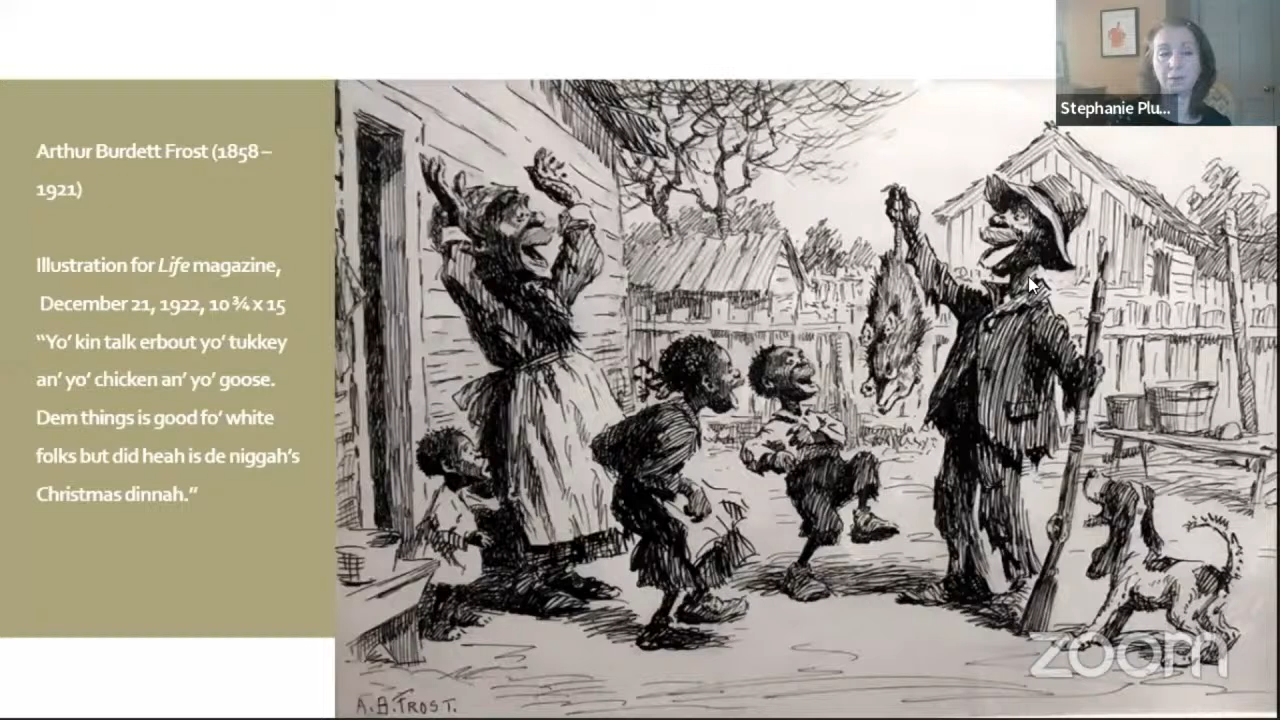 Stephanie Plu...
Arthur Burdett Frost (1858 –
1921)
Illustration for Life magazine,
December 21, 1922, 10 ¾ x 15
“Yo’ kin talk erbout yo’ tukkey
an’ yo’ chicken an’ yo’ goose.
Dem things is good fo’ white
folks but did heah is de niggah’s
Christmas dinnah.”
A.B. FROST.
zoom